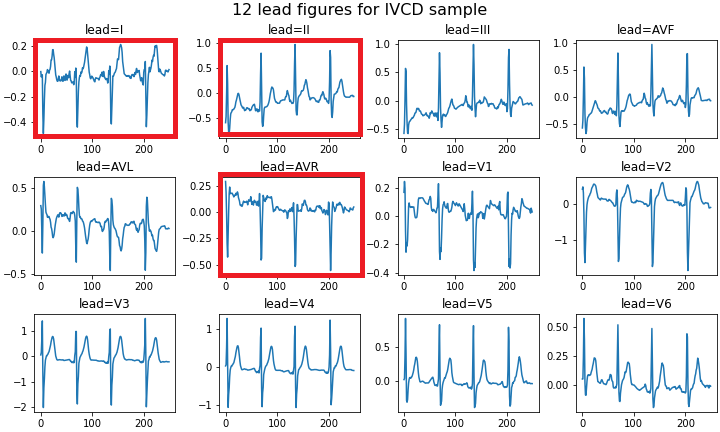 12 lead figures for IVCD sample
lead=I lead=II lead=III lead=AVF
0.2 0.0 −0.2 −0.4 0 100 200
1.0 0.5 0.0 −0.5 0 100 200
1.0 0.5 0.0 −0.5 0 100 200
1.0 0.5 0.0 −0.5 0 100 200
lead=AVL lead=AVR lead=V1 lead=V2
0.5 0.0 −0.5 0 100 200
0.25 0.00 −0.25 −0.50 0 100 200
0.2 0.0 −0.2 −0.4 0 100 200
0 −1 0 100 200
lead=V3 lead=V4 lead=V5 lead=V6
1 0 −1 −2 0 100 200
1 0 −1 0 100 200
0.5 0.0 0 100 200
0.50 0.25 0.00 0 100 200